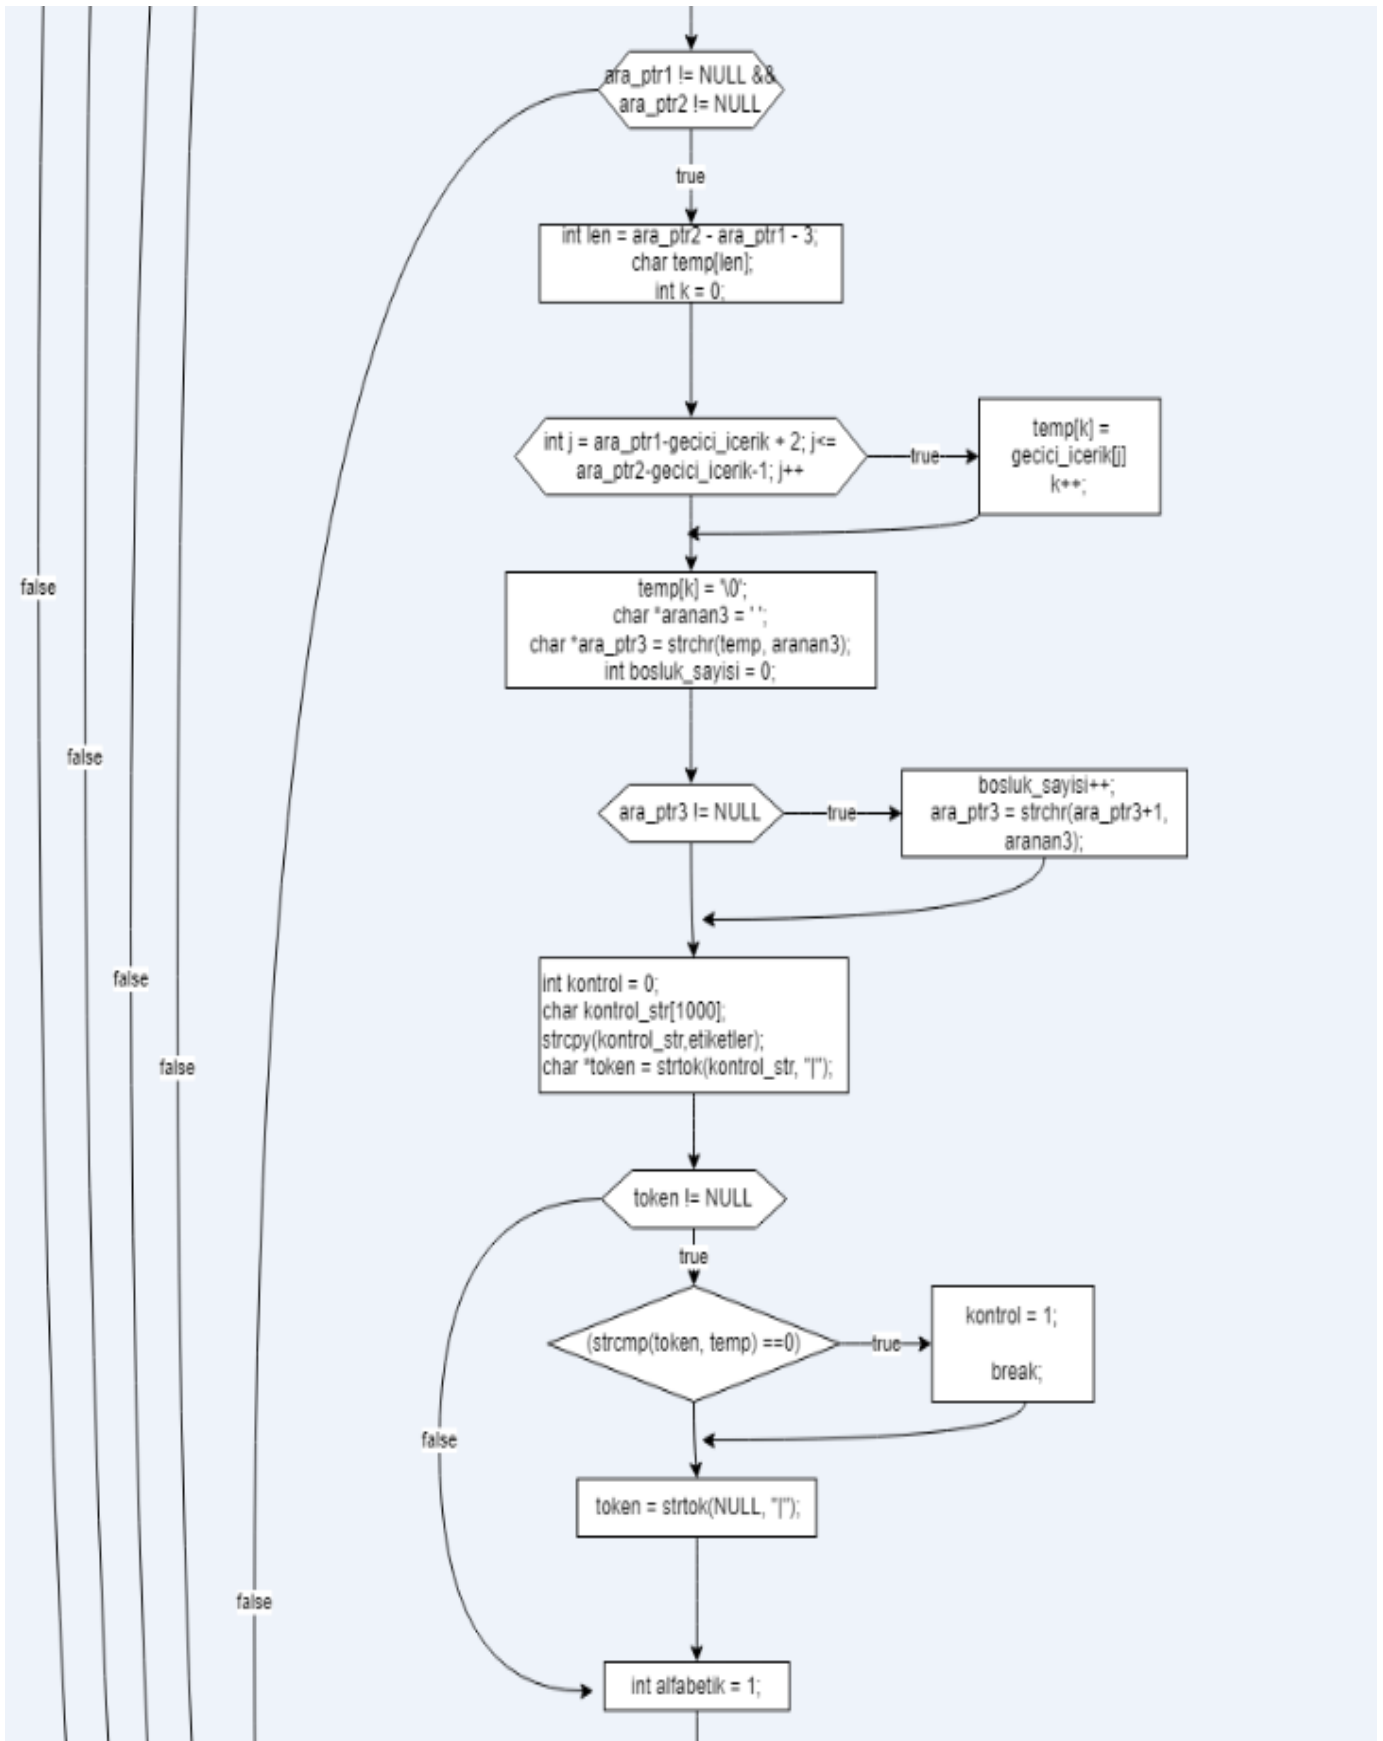 ara_ptr1 != NULL &&
ara_ptr2 != NULL
true
int len = ara_ptr2 - ara_ptr1 - 3;
char temp[len];
int k = 0;
int j = ara_ptr1-gecici_icerik + 2; j<=
ara_ptr2-gecici_icerik-1; j++
true
temp[k] =
gecici_icerik[j]
k++;
false
temp[k] = '\0';
char *aranan3 = ' ';
char *ara_ptr3 = strchr(temp, aranan3);
int bosluk_sayisi = 0;
false
ara_ptr3 != NULL
true
bosluk_sayisi++;
ara_ptr3 = strchr(ara_ptr3+1,
aranan3);
false
int kontrol = 0;
char kontrol_str[1000];
strcpy(kontrol_str,etiketler);
char *token = strtok(kontrol_str, "|");
false
token != NULL
true
(strcmp(token, temp) ==0)
true
kontrol = 1;
break;
false
token = strtok(NULL, "|");
false
int alfabetik = 1;